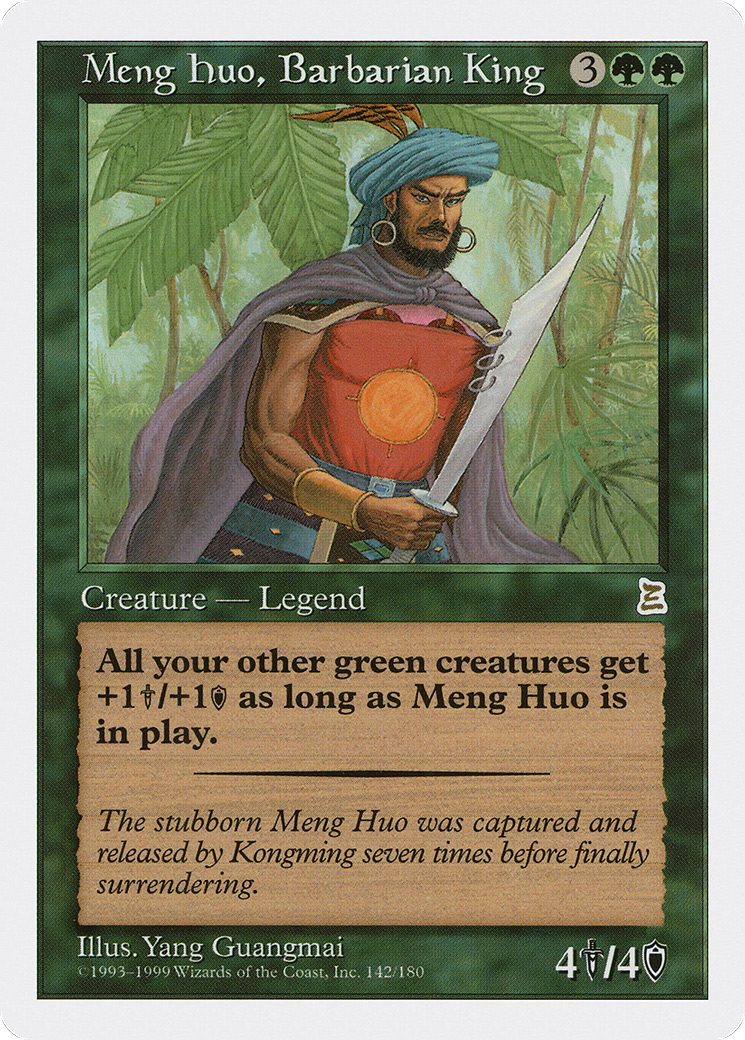 Meng Huo, Barbarian King 3
Creature — Legend
All your other green creatures get
+1/+1 as long as Meng Huo is
in play.
The stubborn Meng Huo was captured and
released by Kongming seven times before finally
surrendering.
Illus. Yang Guangmai
©1993–1999 Wizards of the Coast, Inc. 142/180
4/4